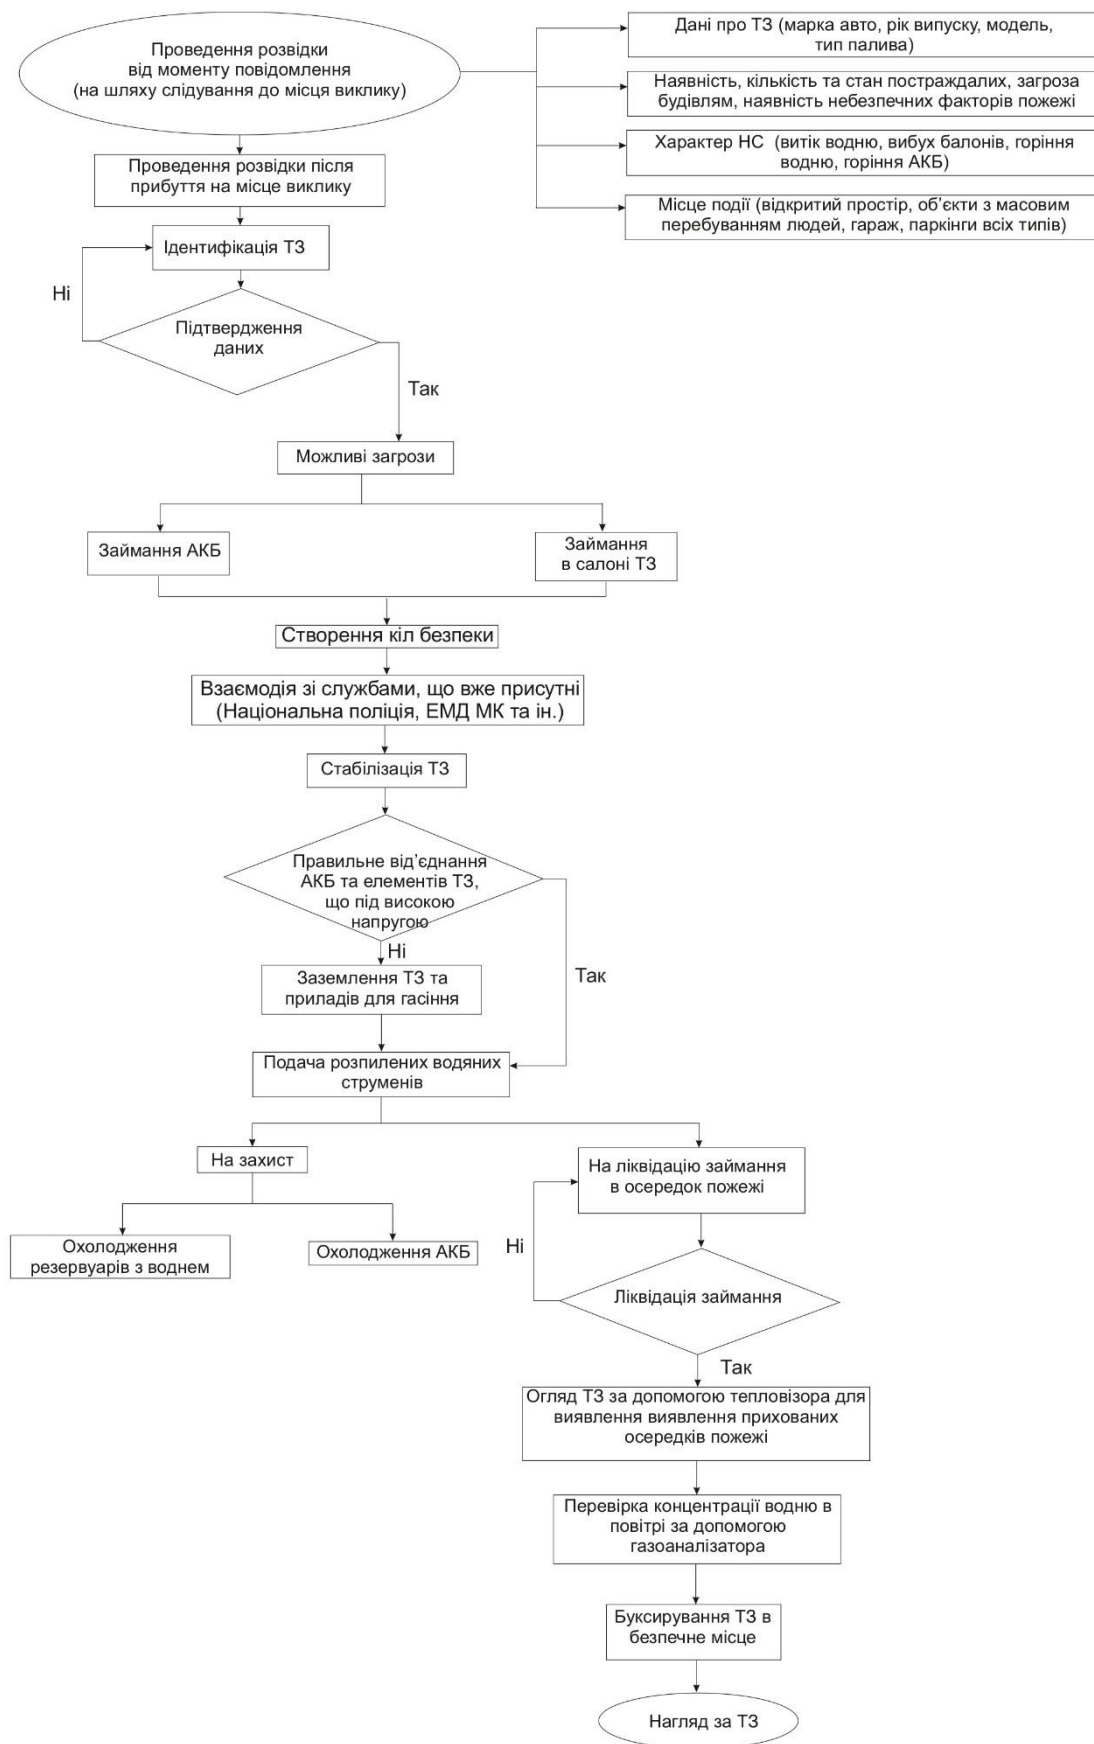 Проведення розвідки
від моменту повідомлення
(на шляху слідування до місця виклику)
Дані про ТЗ (марка авто, рік випуску, модель,
тип палива)
Наявність, кількість та стан постраждалих, загроза
будівлям, наявність небезпечних факторів пожежі
Характер НС (витік водню, вибух балонів, горіння
водню, горіння АКБ)
Місце події (відкритий простір, об’єкти з масовим
перебуванням людей, гараж, паркінги всіх типів)
Проведення розвідки після
прибуття на місце виклику
Ідентифікація ТЗ
Ні
Підтвердження
даних
Так
Можливі загрози
Займання АКБ
Займання
в салоні ТЗ
Створення кіл безпеки
Взаємодія зі службами, що вже присутні
(Національна поліція, ЕМД МК та ін.)
Стабілізація ТЗ
Правильне від’єднання
АКБ та елементів ТЗ,
що під високою
напругою
Ні
Так
Заземлення ТЗ та
приладів для гасіння
Подача розпилених водяних
струменів
На захист
На ліквідацію займання
в осередок пожежі
Охолодження
резервуарів з воднем
Охолодження АКБ
Ні
Ліквідація займання
Так
Огляд ТЗ за допомогою тепловізора для
виявлення виявлення прихованих
осередків пожежі
Перевірка концентрації водню в
повітрі за допомогою
газоаналізатора
Буксирування ТЗ в
безпечне місце
Нагляд за ТЗ